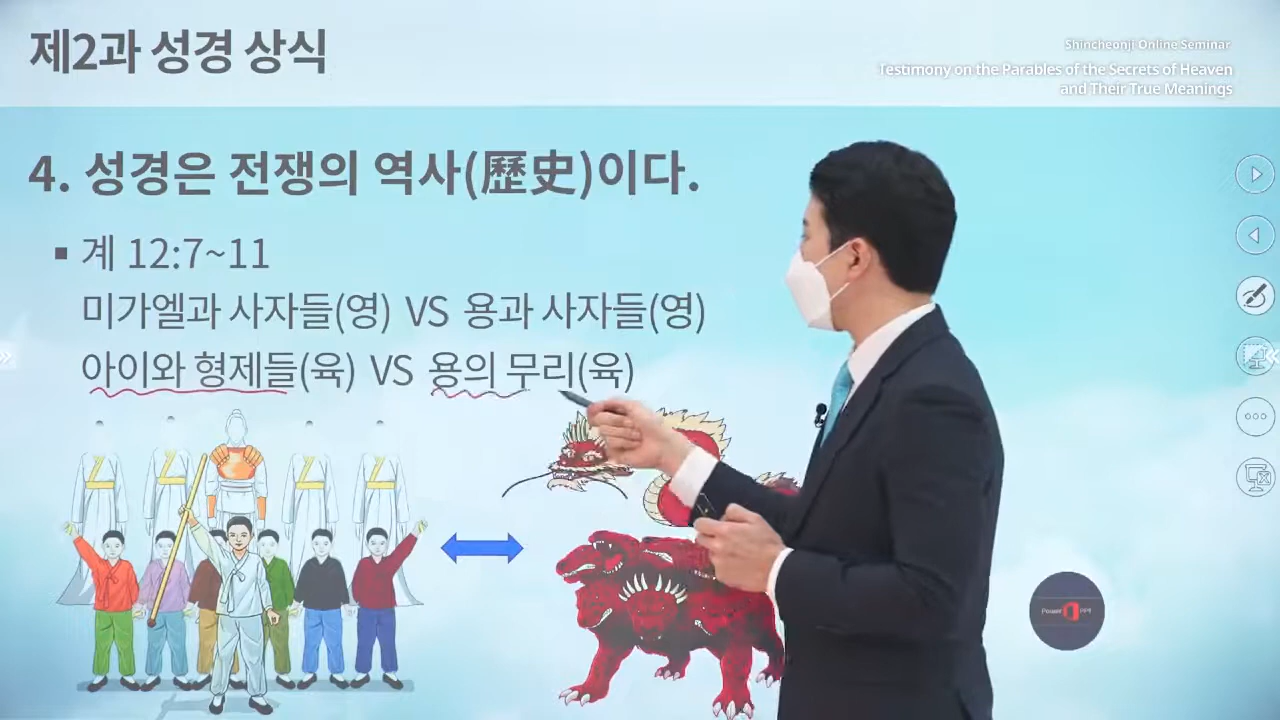 제2과 성경 상식
Shincheonji Online Seminar
Testimony on the Parables of the Secrets of Heaven
and Their True Meanings
4. 성경은 전쟁의 역사(歷史)이다.
▪ 계 12:7~11
미가엘과 사자들(영) VS 용과 사자들(영)
아이와 형제들(육) VS 용의 무리(육)
Power PPT